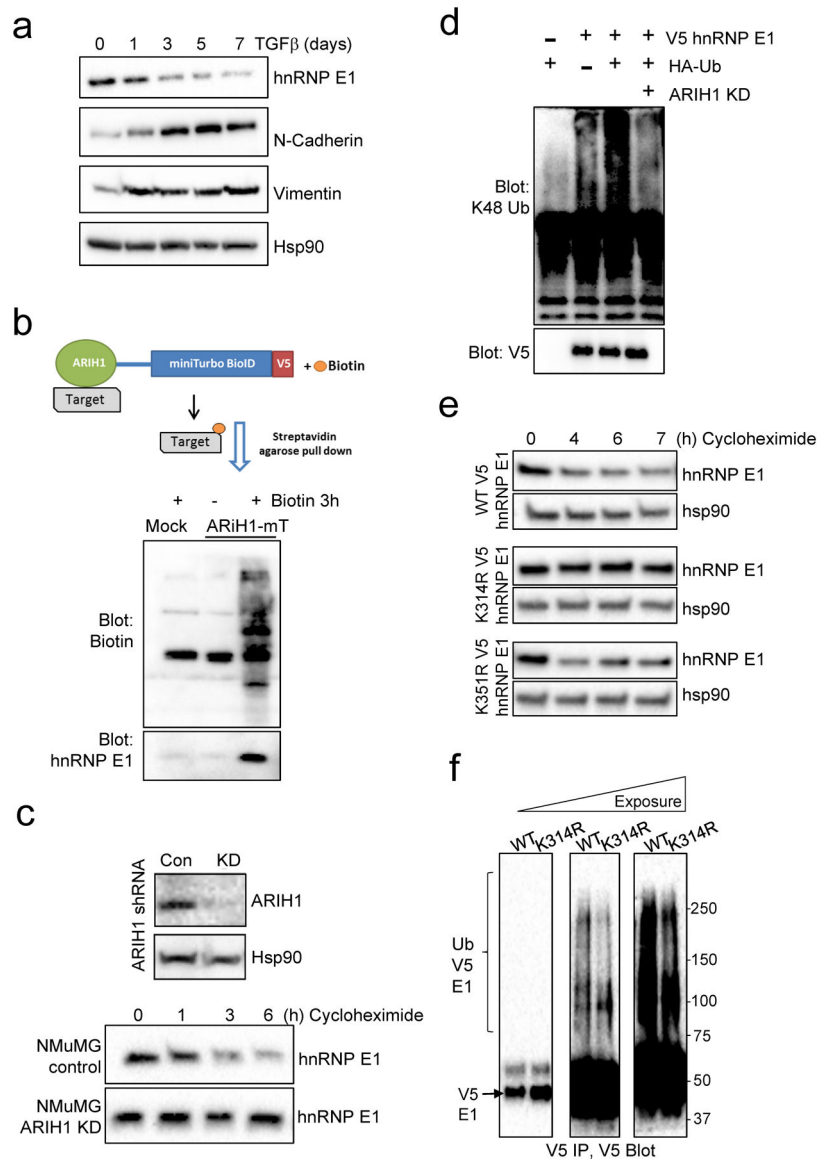 a
0 1 3 5 7 TGFβ (days)
hnRNP E1
N-Cadherin
Vimentin
Hsp90
b
ARIH1
miniTurbo BioID
V5
+ Biotin
Target
Target
Streptavidin
agarose pull down
+ - + Biotin 3h
Mock ARiH1-mT
Blot:
Biotin
Blot:
hnRNP E1
c
ARIH1 shRNA
Con KD
ARIH1
Hsp90
0 1 3 6 (h) Cycloheximide
NMuMG
control
hnRNP E1
NMuMG
ARIH1 KD
hnRNP E1
d
- + + + V5 hnRNP E1
+ - + + HA-Ub
+ ARIH1 KD
Blot:
K48 Ub
Blot: V5
e
0 4 6 7 (h) Cycloheximide
WT V5
hnRNP E1
hnRNP E1
hsp90
K314R V5
hnRNP E1
hnRNP E1
hsp90
K351R V5
hnRNP E1
hnRNP E1
hsp90
f
Exposure
WT K314R WT K314R WT K314R
Ub
V5
E1
V5
E1
250
150
100
75
50
37
V5 IP, V5 Blot